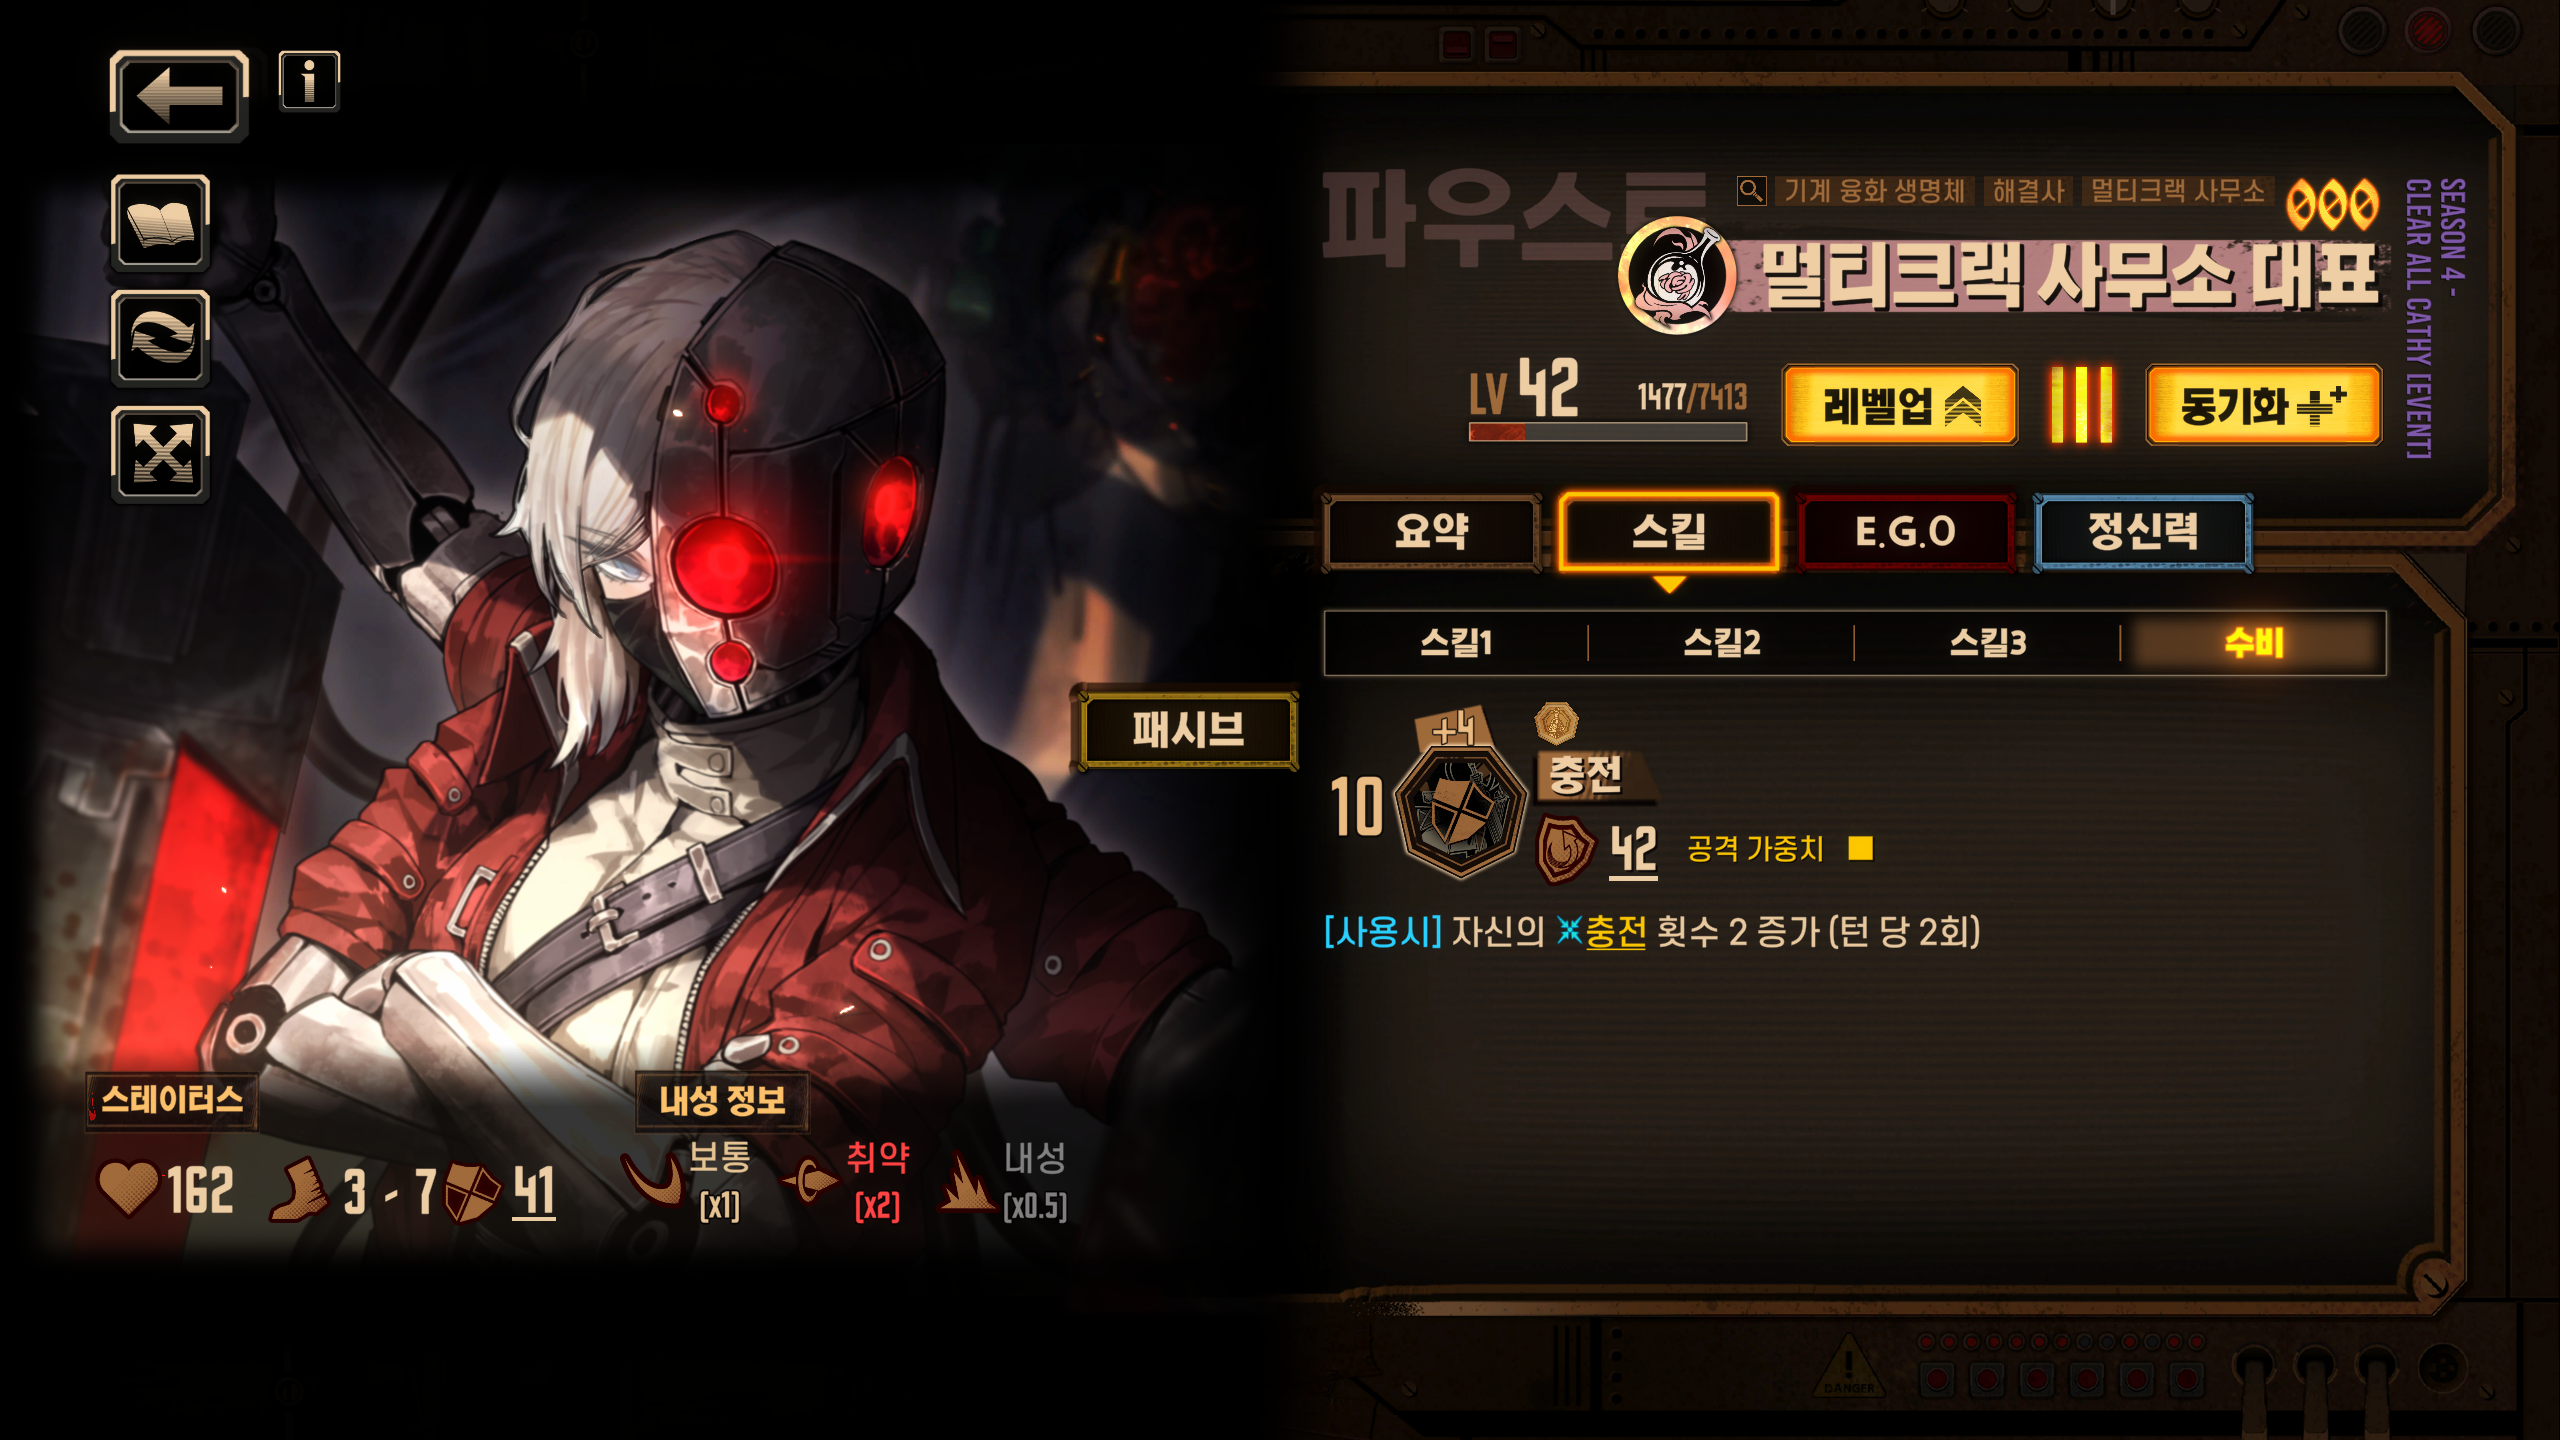 파우스트
기계 융화 생명체 해결사 멀티크랙 사무소
멀티크랙 사무소 대표
SEASON 4 -
CLEAR ALL CATHY [EVENT]
LV 42 1477/7413
레벨업
동기화
요약 스킬 E.G.O 정신력
스킬1 스킬2 스킬3 수비
패시브
+4
10
충전
42 공격 가중치
[사용시] 자신의 충전 횟수 2 증가 (턴 당 2회)
스테이터스
162 3 - 7 41
내성 정보
보통 취약 내성
[x1] [x2] [x0.5]
DANGER